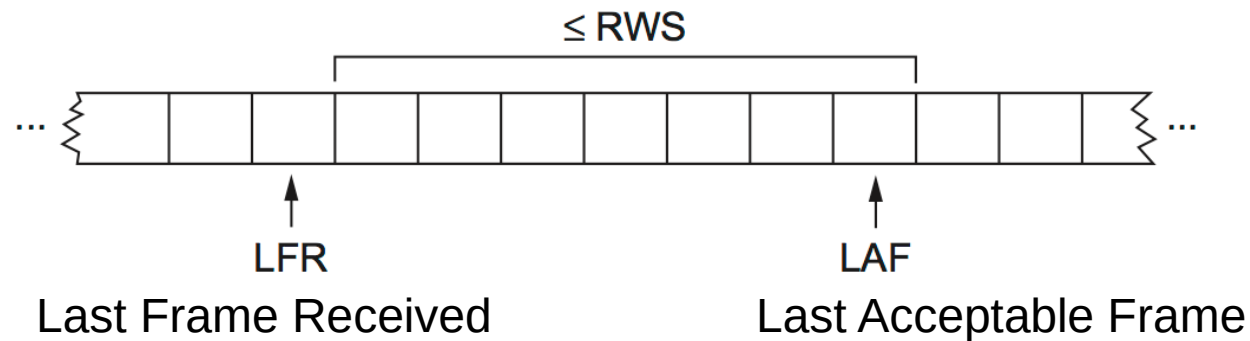 ≤ RWS
... ...
LFR LAF
Last Frame Received Last Acceptable Frame